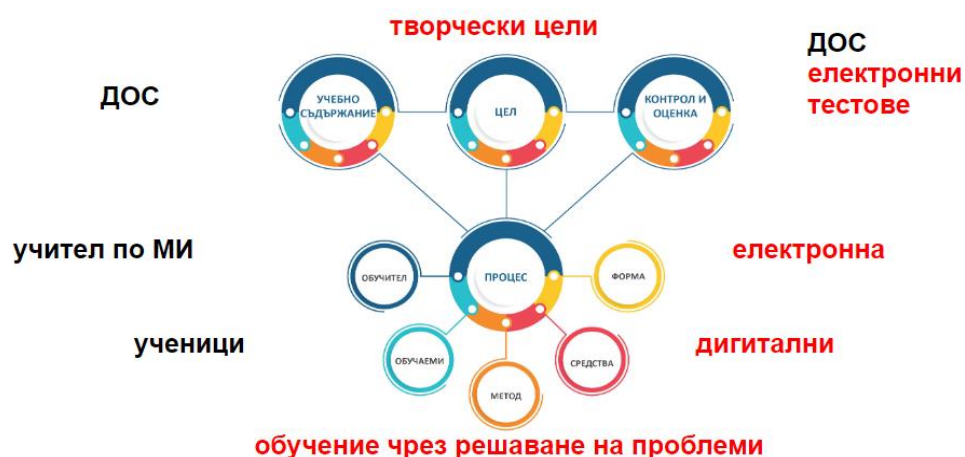 творчески цели
ДОС
ДОС
електронни
тестове
УЧЕБНО
СЪДЪРЖАНИЕ
ЦЕЛ
КОНТРОЛ И
ОЦЕНКА
учител по МИ
ОБУЧИТЕЛ
ПРОЦЕС
ФОРМА
електронна
ученици
ОБУЧАЕМИ
МЕТОД
СРЕДСТВА
дигитални
обучение чрез решаване на проблеми